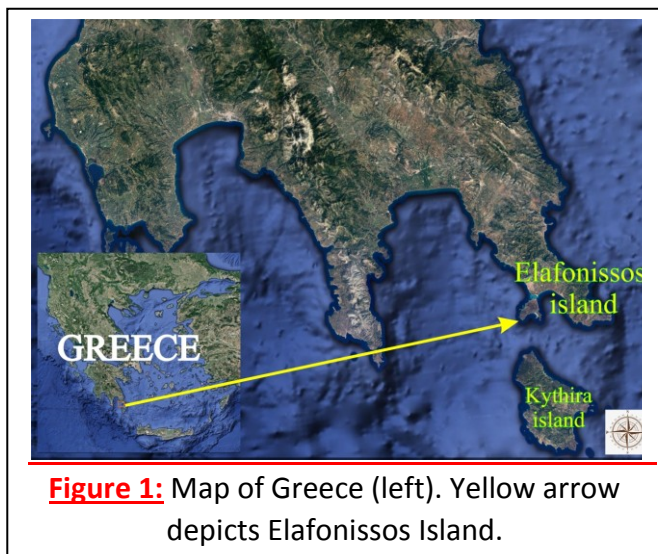 Elafonissos
island
GREECE
Kythira
island
Figure 1: Map of Greece (left). Yellow arrow
depicts Elafonissos Island.